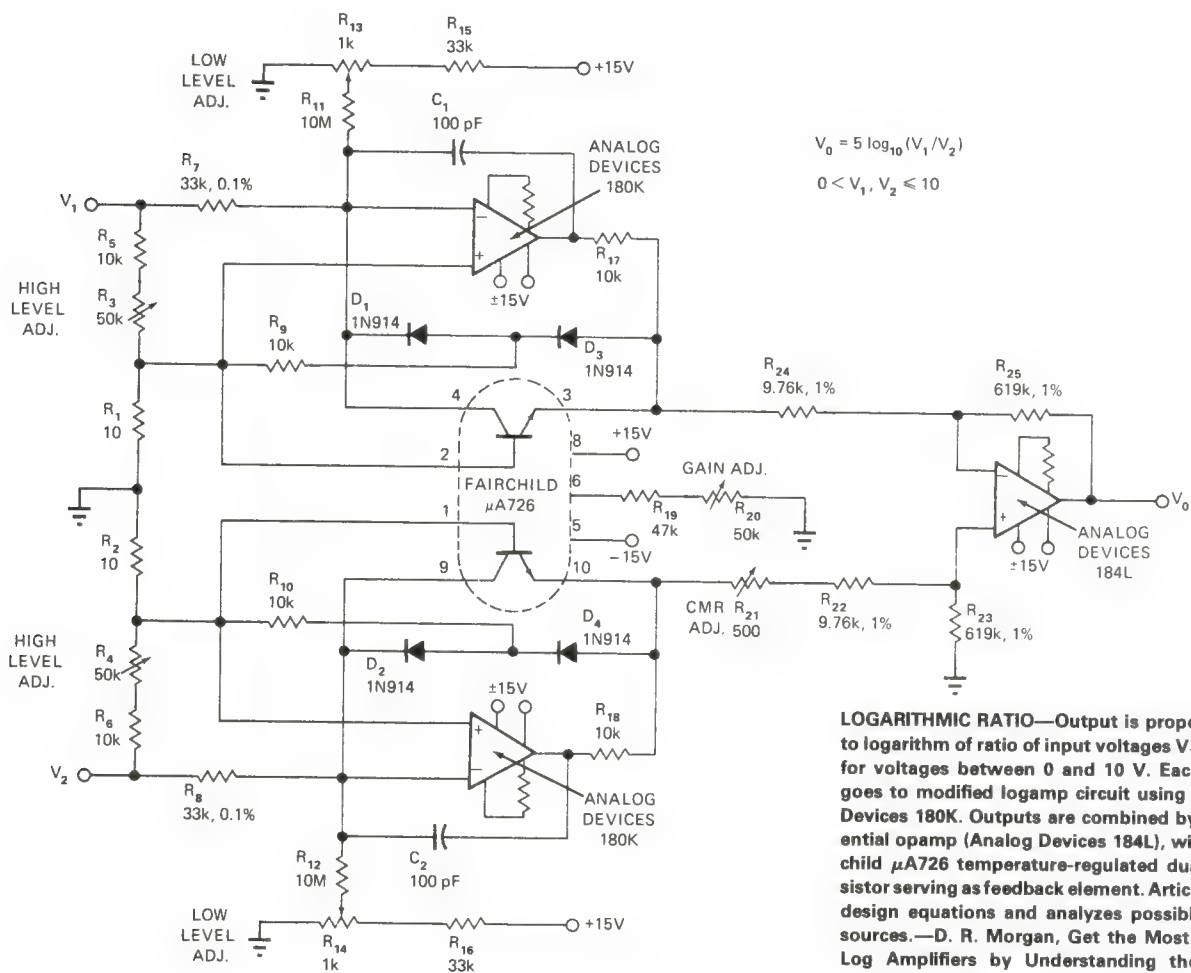 R13
1k
R15
33k
LOW
LEVEL
ADJ.
+15V
R11
10M
C1
100 pF
ANALOG
DEVICES
180K
V0 = 5 log10(V1/V2)
0 < V1, V2 ≤ 10
R7
33k, 0.1%
V1
−
+
R5
10k
R17
10k
±15V
HIGH
LEVEL
ADJ.
R3
50k
D1
1N914
R9
10k
D3
1N914
R24
9.76k, 1%
R25
619k, 1%
R1
10
4
3
+15V
8
2
FAIRCHILD
μA726
GAIN ADJ.
6
R19
47k
R20
50k
−
+
V0
1
5
−15V
ANALOG
DEVICES
184L
±15V
R2
10
9
10
R10
10k
CMR
ADJ.
R21
500
R22
9.76k, 1%
R23
619k, 1%
D4
1N914
HIGH
LEVEL
ADJ.
R4
50k
D2
1N914
±15V
R6
10k
R18
10k
+
−
V2
R8
33k, 0.1%
ANALOG
DEVICES
180K
R12
10M
C2
100 pF
LOW
LEVEL
ADJ.
R14
1k
R16
33k
+15V
LOGARITHMIC RATIO—Output is prope
to logarithm of ratio of input voltages V
for voltages between 0 and 10 V. Eac
goes to modified logamp circuit using
Devices 180K. Outputs are combined by
ential opamp (Analog Devices 184L), wi
child μA726 temperature-regulated dua
sistor serving as feedback element. Artic
design equations and analyzes possibl
sources.—D. R. Morgan, Get the Most
Log Amplifiers by Understanding the